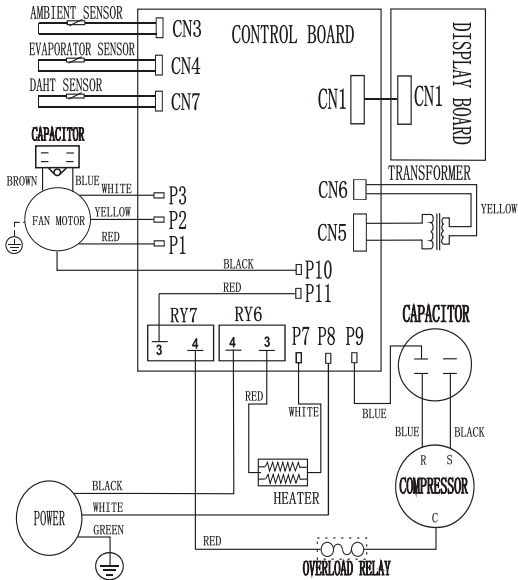 AMBIENT SENSOR
CN3
CONTROL BOARD
DISPLAY BOARD
EVAPORATOR SENSOR
CN4
DAHT SENSOR
CN7
CN1
CN1
CAPACITOR
BROWN
BLUE
WHITE
P3
CN6
TRANSFORMER
YELLOW
FAN MOTOR
YELLOW
P2
CN5
RED
P1
BLACK
P10
RED
P11
RY7
RY6
P7
P8
P9
CAPACITOR
3
4
4
3
RED
WHITE
BLUE
BLUE
BLACK
R
S
COMPRESSOR
C
HEATER
BLACK
WHITE
POWER
GREEN
RED
OVERLOAD RELAY